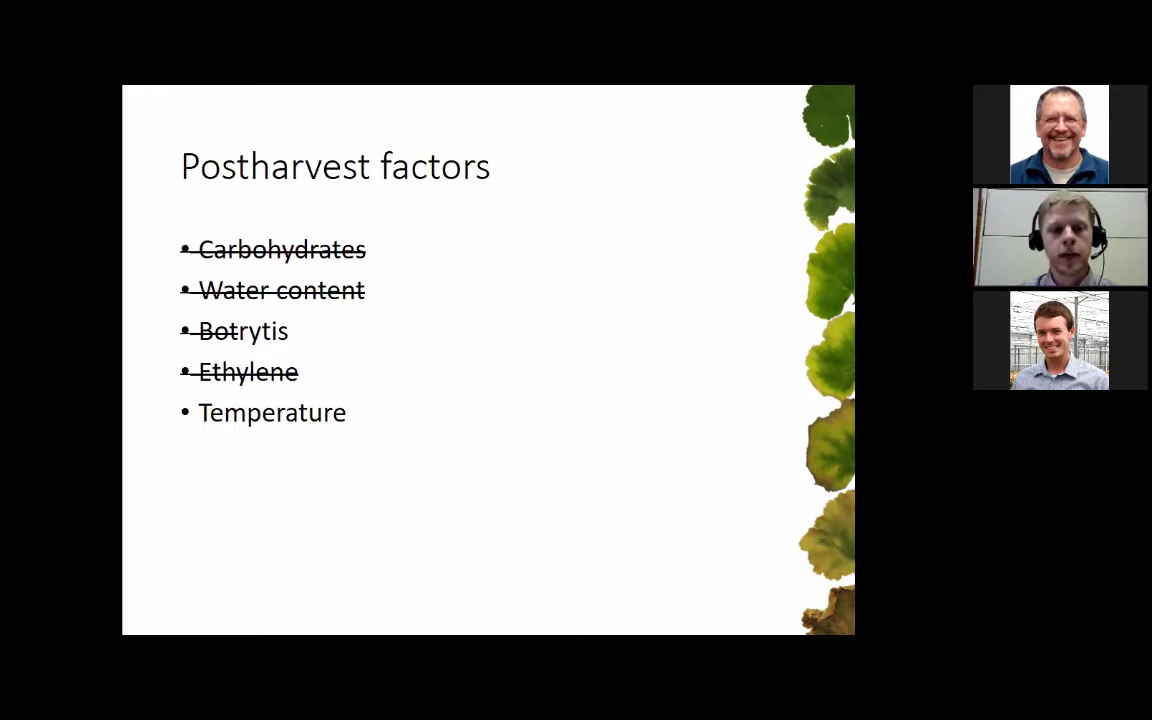 Postharvest factors
• Carbohydrates
• Water content
• Botrytis
• Ethylene
• Temperature